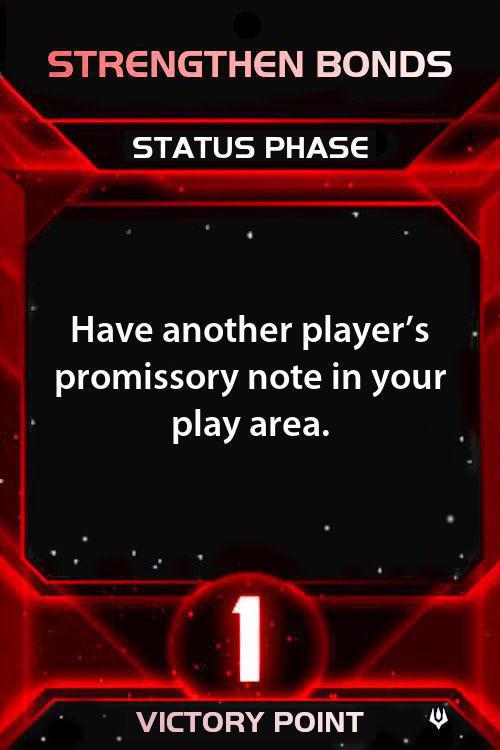 STRENGTHEN BONDS
STATUS PHASE
Have another player’s
promissory note in your
play area.
1
VICTORY POINT